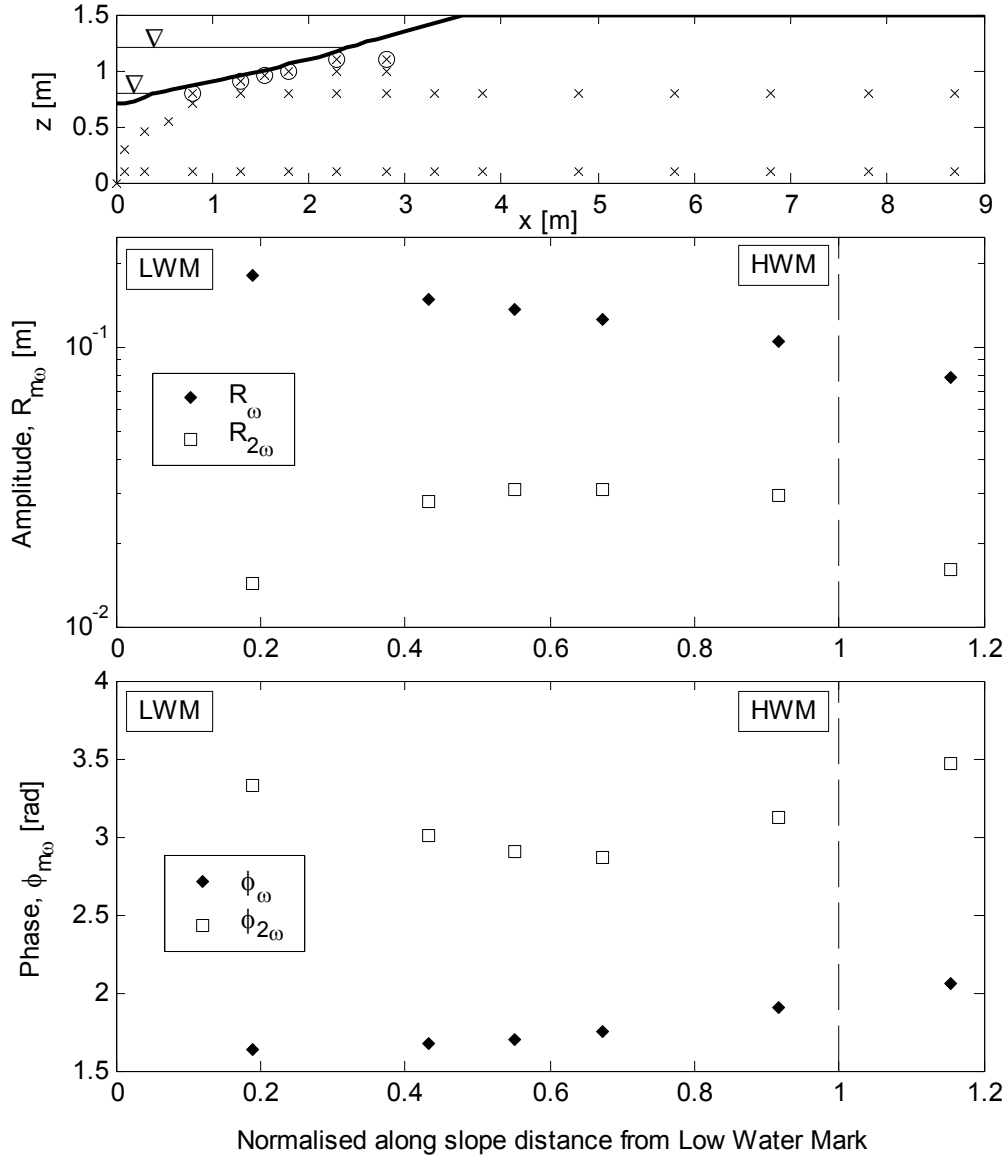 1.5
1
0.5
0
z [m]
∇
∇
0 1 2 3 4 5 6 7 8 9
x [m]
LWM
HWM
10⁻¹
10⁻²
Amplitude, R_mω [m]
R_ω
R_2ω
0 0.2 0.4 0.6 0.8 1 1.2
4
3.5
3
2.5
2
1.5
LWM
HWM
Phase, ϕ_mω [rad]
ϕ_ω
ϕ_2ω
0 0.2 0.4 0.6 0.8 1 1.2
Normalised along slope distance from Low Water Mark